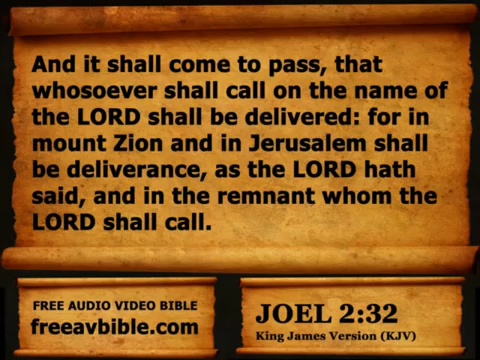 And it shall come to pass, that
whosoever shall call on the name of
the LORD shall be delivered: for in
mount Zion and in Jerusalem shall
be deliverance, as the LORD hath
said, and in the remnant whom the
LORD shall call.
FREE AUDIO VIDEO BIBLE
freeavbible.com
JOEL 2:32
King James Version (KJV)